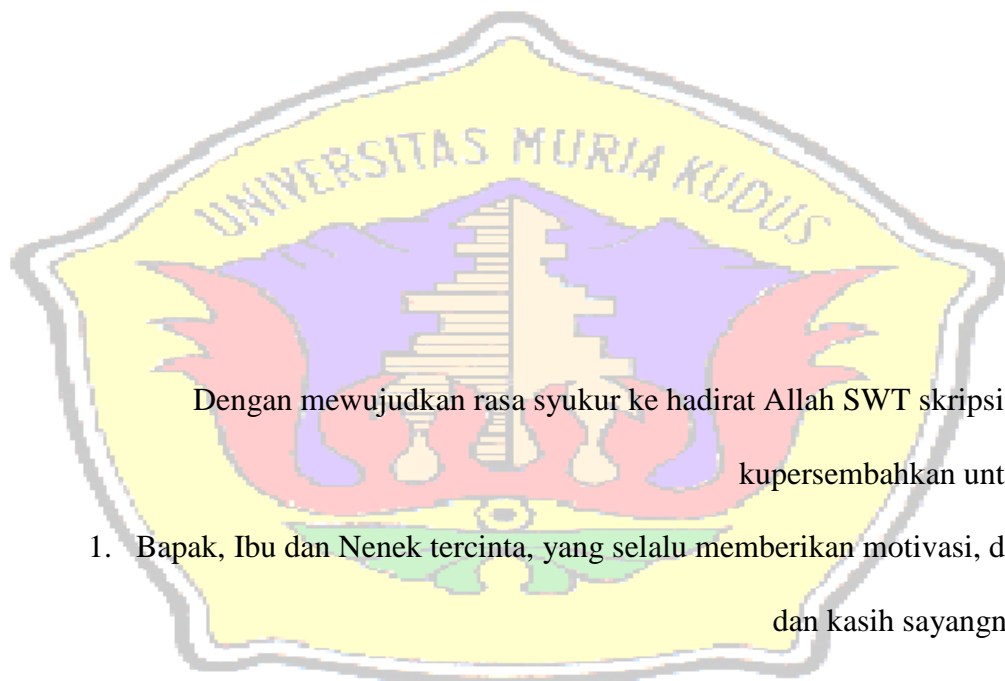 UNIVERSITAS MURIA KUDUS
Dengan mewujudkan rasa syukur ke hadirat Allah SWT skripsi
kupersembahkan unt
1. Bapak, Ibu dan Nenek tercinta, yang selalu memberikan motivasi, d
dan kasih sayangn